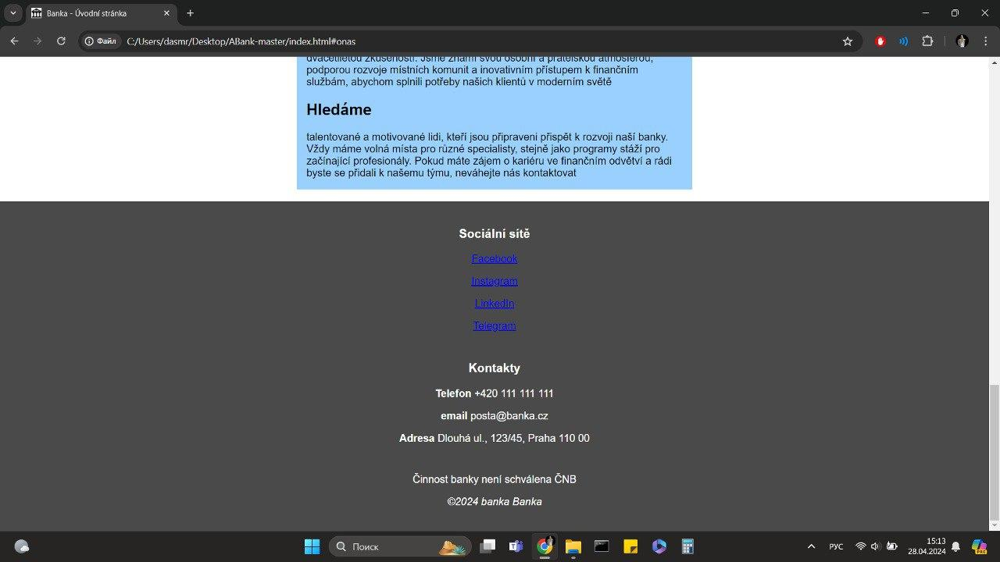 Banka - Úvodní stránka
Файл
C:/Users/dasmr/Desktop/ABank-master/index.html#onas
dvacetiletou zkušeností. Jsme známí svou osobní a přátelskou atmosférou,
podporou rozvoje místních komunit a inovativním přístupem k finančním
službám, abychom splnili potřeby našich klientů v moderním světě
Hledáme
talentované a motivované lidi, kteří jsou připraveni přispět k rozvoji naší banky.
Vždy máme volná místa pro různé specialisty, stejně jako programy stáží pro
začínající profesionály. Pokud máte zájem o kariéru ve finančním odvětví a rádi
byste se přidali k našemu týmu, neváhejte nás kontaktovat
Sociální sítě
Facebook
Instagram
LinkedIn
Telegram
Kontakty
Telefon +420 111 111 111
email posta@banka.cz
Adresa Dlouhá ul., 123/45, Praha 110 00
Činnost banky není schválena ČNB
©2024 banka Banka
Поиск
РУС
15:13
28.04.2024